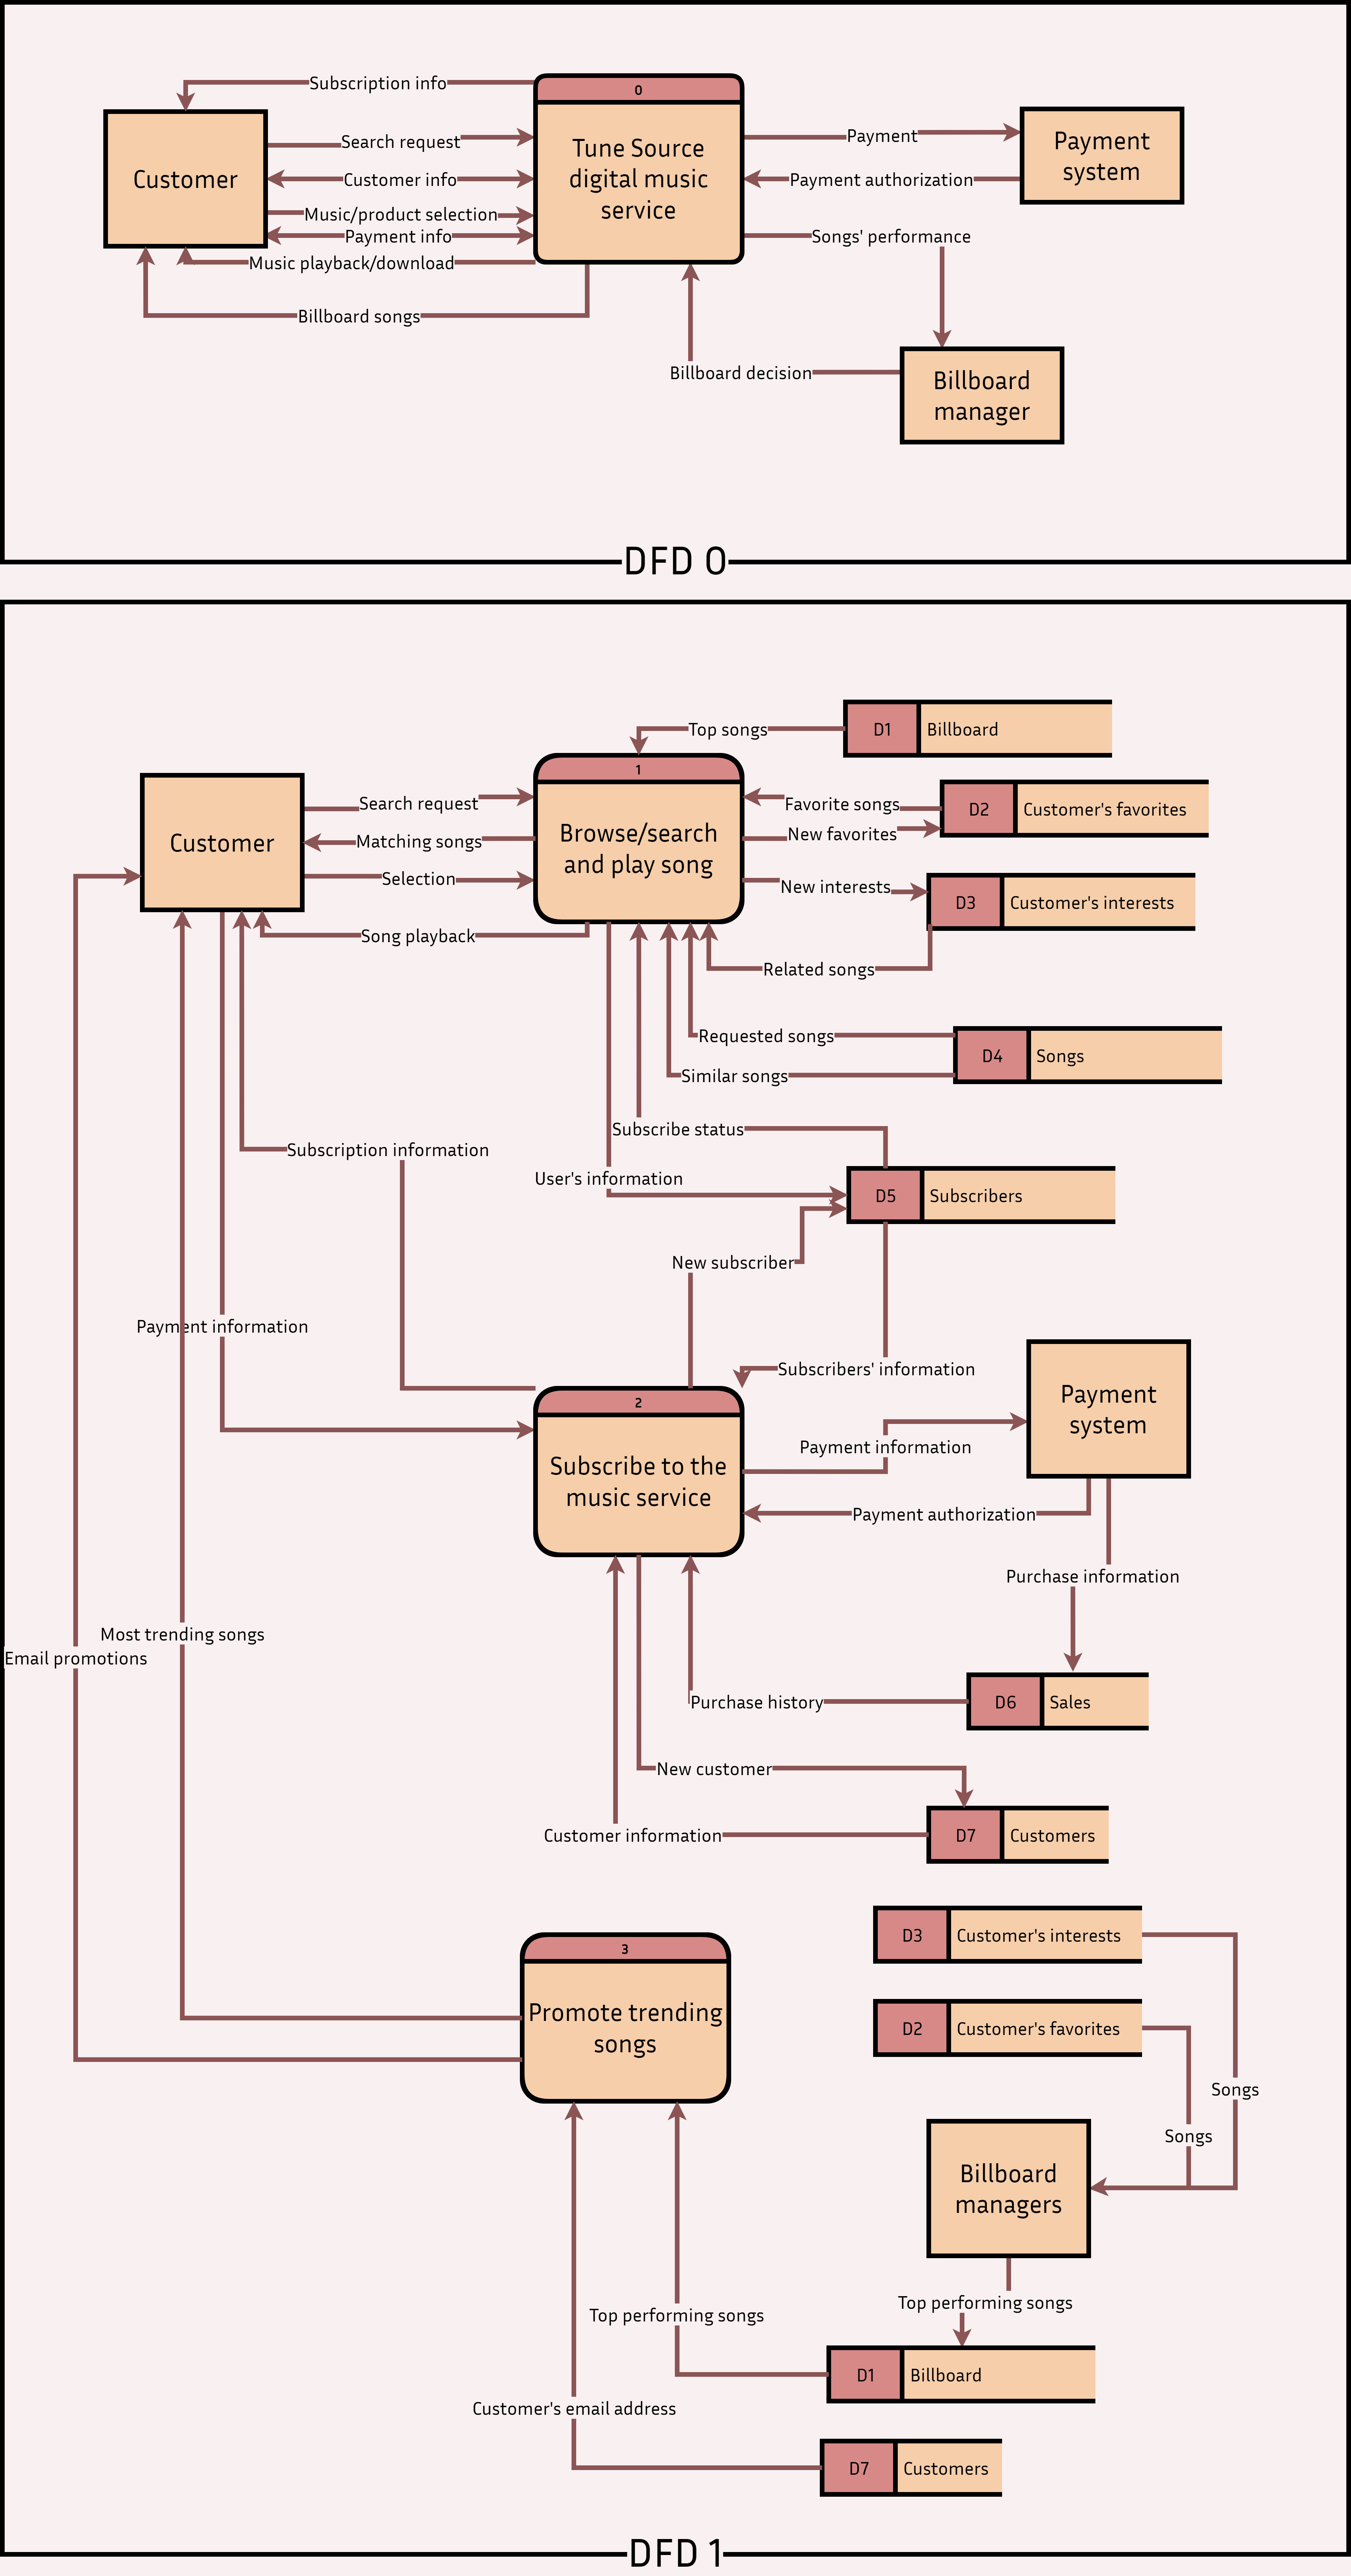 Subscription info
0
Search request
Tune Source
digital music
service
Payment
Payment
system
Customer
Customer info
Payment authorization
Music/product selection
Payment info
Songs' performance
Music playback/download
Billboard songs
Billboard decision
Billboard
manager
DFD 0
Top songs
D1
Billboard
1
Search request
Favorite songs
D2
Customer's favorites
Customer
Matching songs
Browse/search
and play song
New favorites
Selection
New interests
D3
Customer's interests
Song playback
Related songs
Requested songs
D4
Songs
Similar songs
Subscribe status
Subscription information
User's information
D5
Subscribers
New subscriber
Payment information
Subscribers' information
2
Payment
system
Subscribe to the
music service
Payment information
Payment authorization
Purchase information
Most trending songs
Email promotions
Purchase history
D6
Sales
New customer
Customer information
D7
Customers
3
D3
Customer's interests
Promote trending
songs
D2
Customer's favorites
Songs
Songs
Billboard
managers
Top performing songs
Top performing songs
D1
Billboard
Customer's email address
D7
Customers
DFD 1